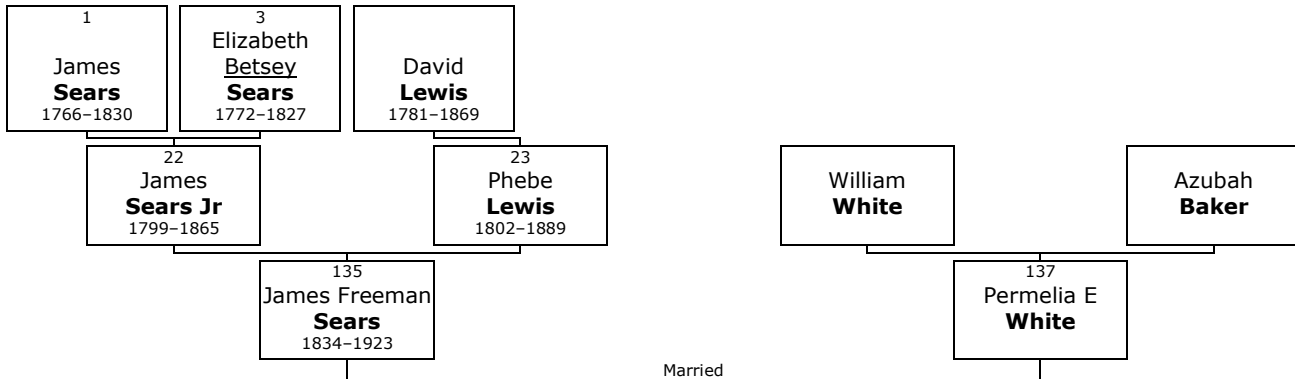 1
James
Sears
1766–1830
3
Elizabeth
Betsey
Sears
1772–1827
David
Lewis
1781–1869
22
James
Sears Jr
1799–1865
23
Phebe
Lewis
1802–1889
William
White
Azubah
Baker
135
James Freeman
Sears
1834–1923
137
Permelia E
White
Married